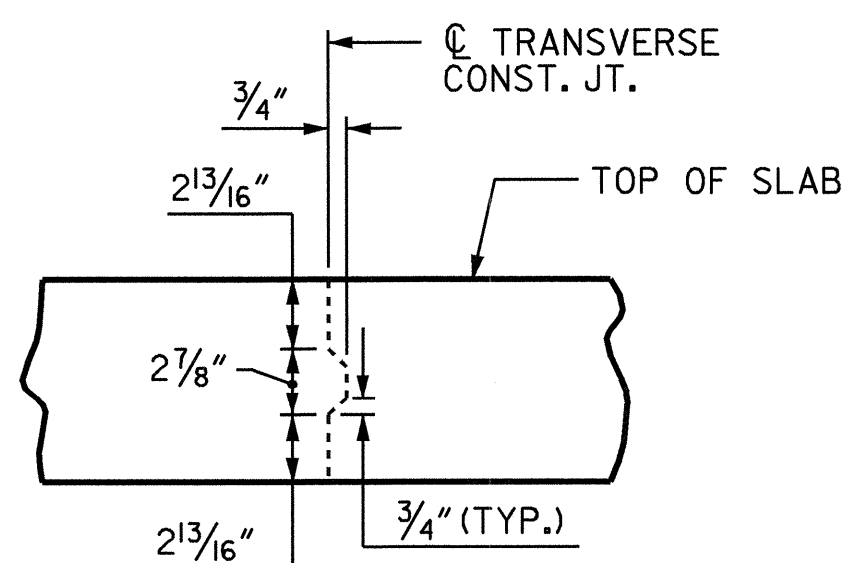 ℄ TRANSVERSE
CONST. JT.
3/4"
TOP OF SLAB
2 13/16"
2 7/8"
3/4" (TYP.)
2 13/16"